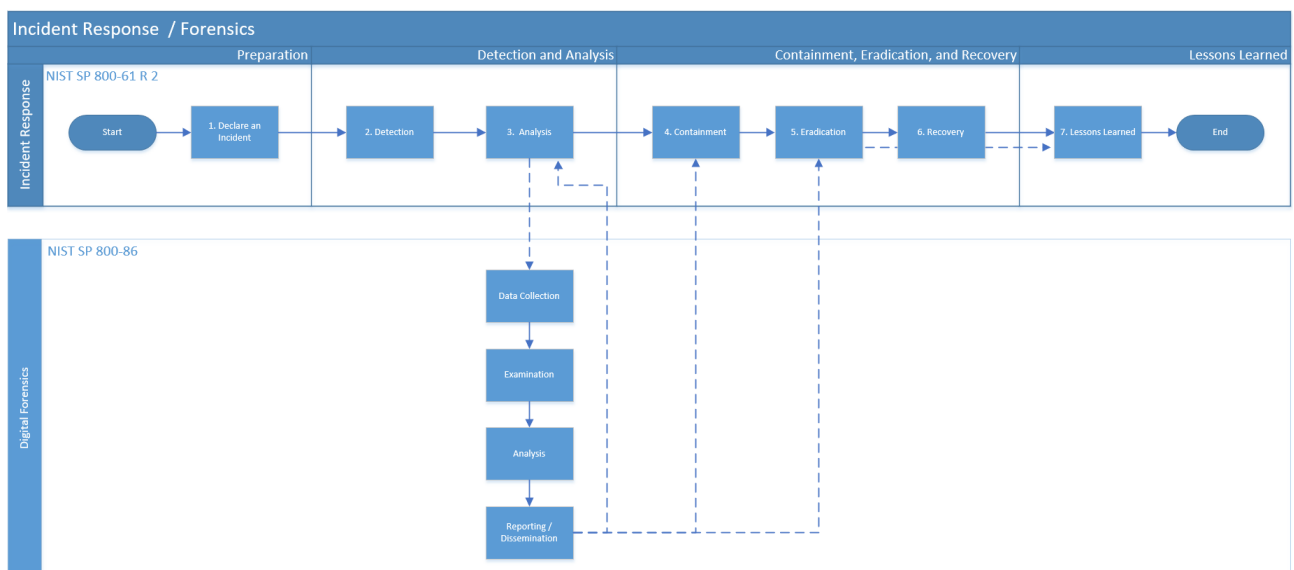 Incident Response / Forensics
Preparation
Detection and Analysis
Containment, Eradication, and Recovery
Lessons Learned
Incident Response
NIST SP 800-61 R 2
Start
1. Declare an
Incident
2. Detection
3. Analysis
4. Containment
5. Eradication
6. Recovery
7. Lessons Learned
End
Digital Forensics
NIST SP 800-86
Data Collection
Examination
Analysis
Reporting /
Dissemination